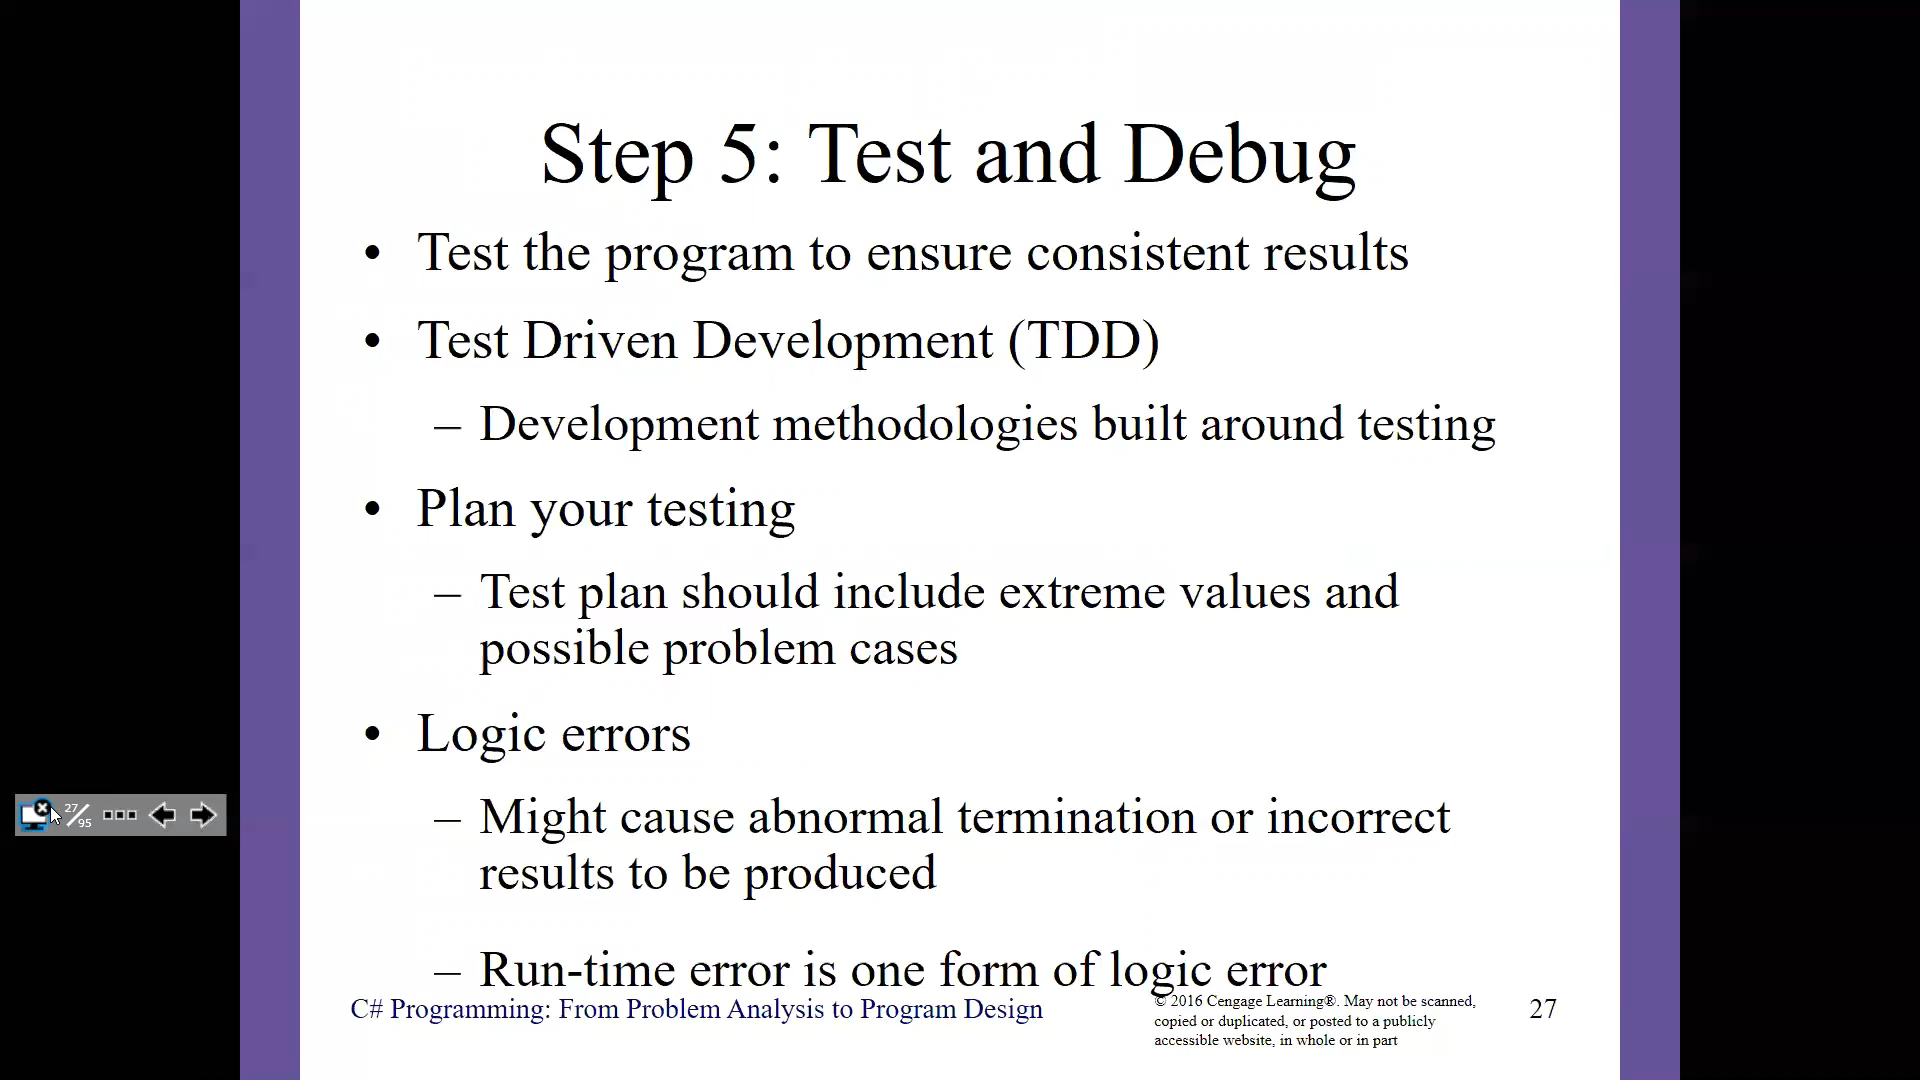 Step 5: Test and Debug
• Test the program to ensure consistent results
• Test Driven Development (TDD)
– Development methodologies built around testing
• Plan your testing
– Test plan should include extreme values and
possible problem cases
• Logic errors
– Might cause abnormal termination or incorrect
results to be produced
– Run-time error is one form of logic error
27/95
C# Programming: From Problem Analysis to Program Design
© 2016 Cengage Learning®. May not be scanned,
copied or duplicated, or posted to a publicly
accessible website, in whole or in part
27